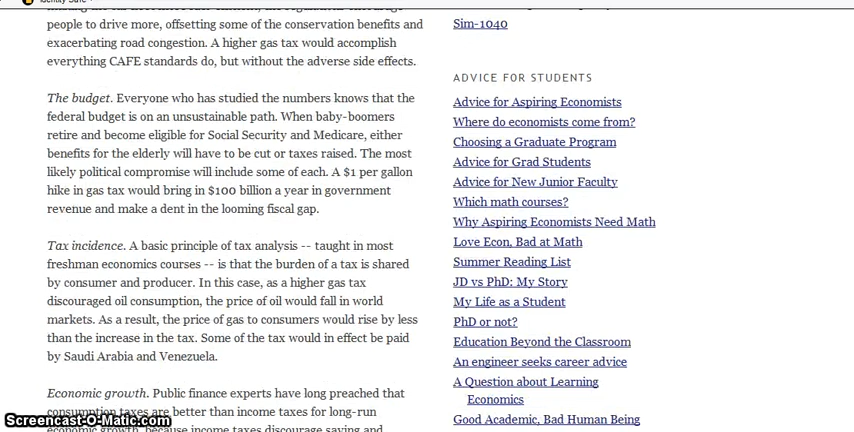 people to drive more, offsetting some of the conservation benefits and
exacerbating road congestion. A higher gas tax would accomplish
everything CAFE standards do, but without the adverse side effects.
The budget. Everyone who has studied the numbers knows that the
federal budget is on an unsustainable path. When baby-boomers
retire and become eligible for Social Security and Medicare, either
benefits for the elderly will have to be cut or taxes raised. The most
likely political compromise will include some of each. A $1 per gallon
hike in gas tax would bring in $100 billion a year in government
revenue and make a dent in the looming fiscal gap.
Tax incidence. A basic principle of tax analysis -- taught in most
freshman economics courses -- is that the burden of a tax is shared
by consumer and producer. In this case, as a higher gas tax
discouraged oil consumption, the price of oil would fall in world
markets. As a result, the price of gas to consumers would rise by less
than the increase in the tax. Some of the tax would in effect be paid
by Saudi Arabia and Venezuela.
Economic growth. Public finance experts have long preached that
consumption taxes are better than income taxes for long-run
economic growth, because income taxes discourage saving and
Sim-1040
ADVICE FOR STUDENTS
Advice for Aspiring Economists
Where do economists come from?
Choosing a Graduate Program
Advice for Grad Students
Advice for New Junior Faculty
Which math courses?
Why Aspiring Economists Need Math
Love Econ, Bad at Math
Summer Reading List
JD vs PhD: My Story
My Life as a Student
PhD or not?
Education Beyond the Classroom
An engineer seeks career advice
A Question about Learning
Economics
Good Academic, Bad Human Being
Screencast-O-Matic.com